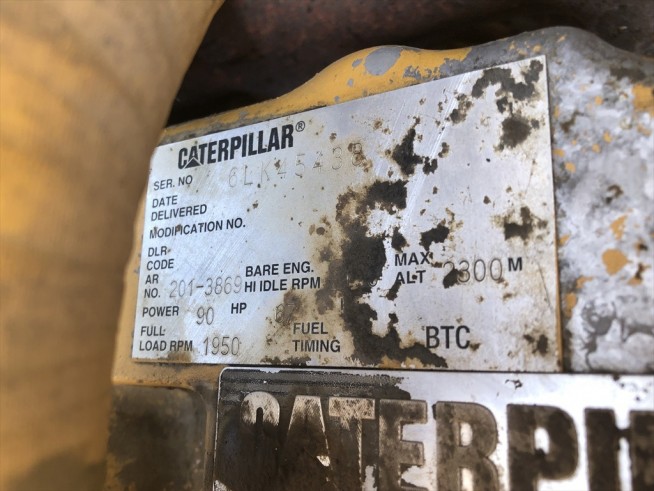 CATERPILLAR®
SER. NO
DATE
DELIVERED
MODIFICATION NO.
DLR
CODE
AR
NO. 201-3869 BARE ENG. HI IDLE RPM MAX ALT 2300 M
POWER 90 HP
FULL
LOAD RPM 1950 FUEL TIMING BTC
CATERPI